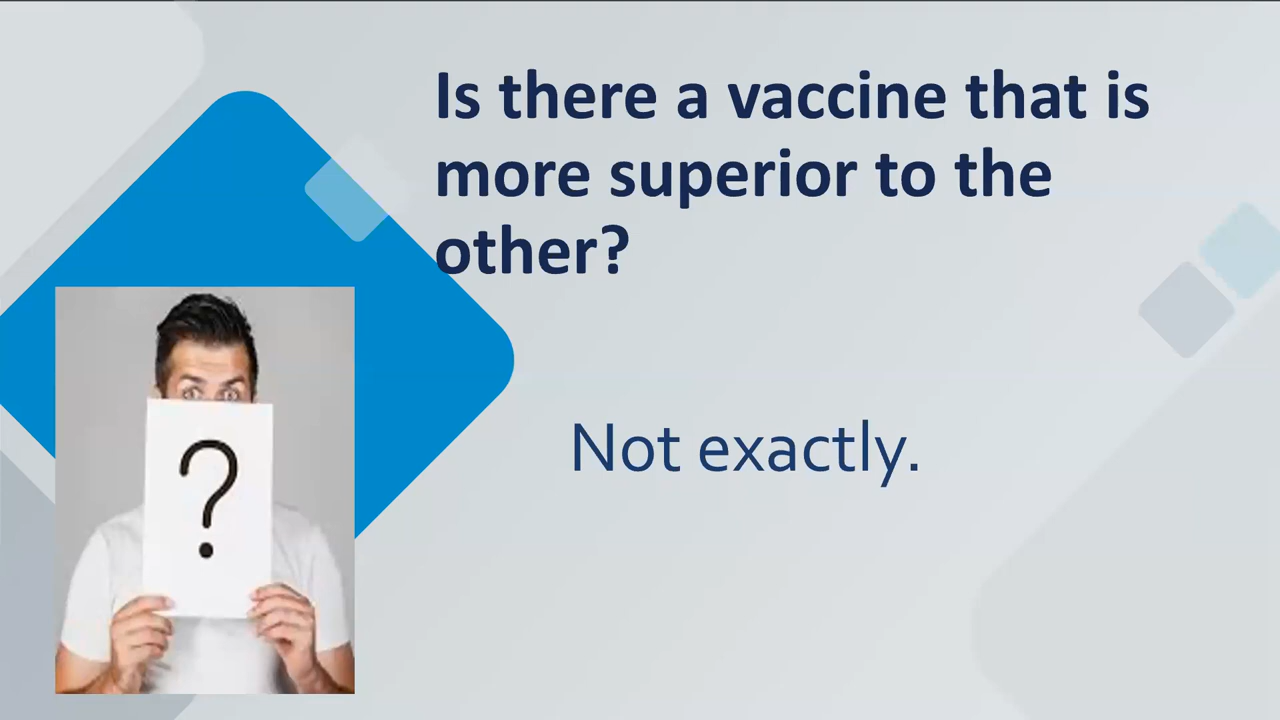 Is there a vaccine that is
more superior to the
other?
Not exactly.
?